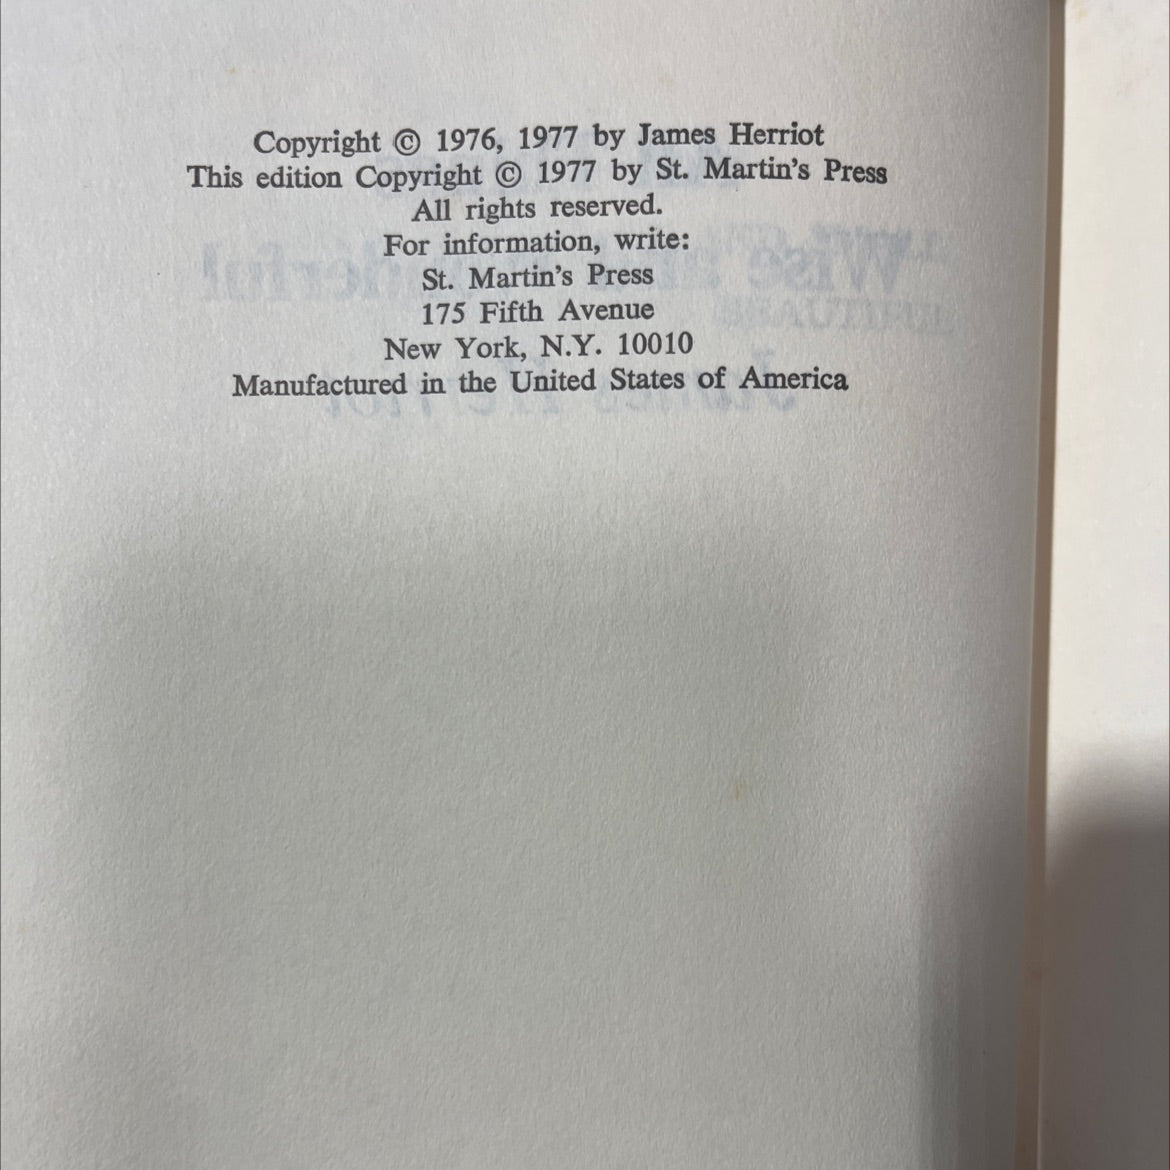 Copyright © 1976, 1977 by James Herriot
This edition Copyright © 1977 by St. Martin's Press
All rights reserved.
For information, write:
St. Martin's Press
175 Fifth Avenue
New York, N.Y. 10010
Manufactured in the United States of America